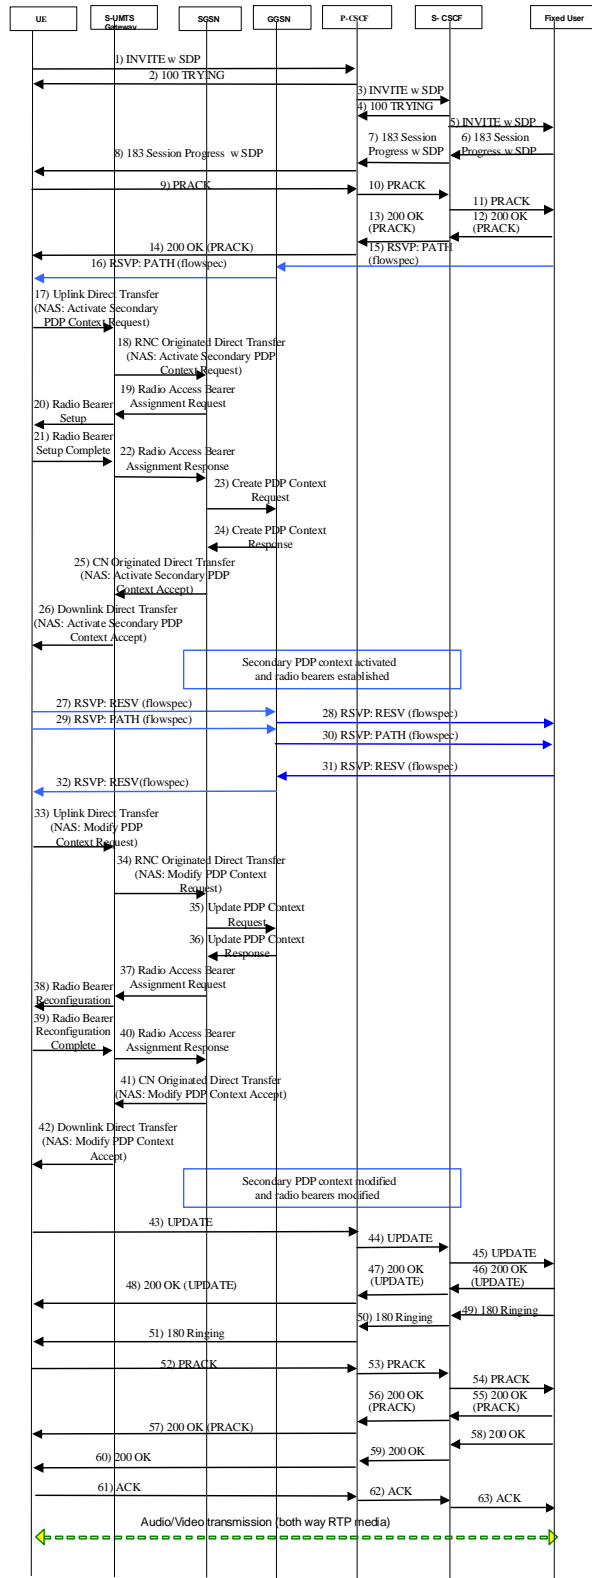 UE
S-UMTS
Gateway
SGSN
GGSN
P-CSCF
S- CSCF
Fixed User
1) INVITE w SDP
2) 100 TRYING
3) INVITE w SDP
4) 100 TRYING
5) INVITE w SDP
6) 183 Session
Progress w SDP
7) 183 Session
Progress w SDP
8) 183 Session Progress w SDP
9) PRACK
10) PRACK
11) PRACK
12) 200 OK
(PRACK)
13) 200 OK
(PRACK)
14) 200 OK (PRACK)
15) RSVP: PATH
(flowspec)
16) RSVP: PATH (flowspec)
17) Uplink Direct Transfer
(NAS: Activate Secondary
PDP Context Request)
18) RNC Originated Direct Transfer
(NAS: Activate Secondary PDP
Context Request)
19) Radio Access Bearer
Assignment Request
20) Radio Bearer
Setup
21) Radio Bearer
Setup Complete
22) Radio Access Bearer
Assignment Response
23) Create PDP Context
Request
24) Create PDP Context
Response
25) CN Originated Direct Transfer
(NAS: Activate Secondary PDP
Context Accept)
26) Downlink Direct Transfer
(NAS: Activate Secondary PDP
Context Accept)
Secondary PDP context activated
and radio bearers established
27) RSVP: RESV (flowspec)
28) RSVP: RESV (flowspec)
29) RSVP: PATH (flowspec)
30) RSVP: PATH (flowspec)
31) RSVP: RESV(flowspec)
32) RSVP: RESV(flowspec)
33) Uplink Direct Transfer
(NAS: Modify PDP
Context Request)
34) RNC Originated Direct Transfer
(NAS: Modify PDP Context
Request)
35) Update PDP Context
Request
36) Update PDP Context
Response
37) Radio Access Bearer
Assignment Request
38) Radio Bearer
Reconfiguration
39) Radio Bearer
Reconfiguration
Complete
40) Radio Access Bearer
Assignment Response
41) CN Originated Direct Transfer
(NAS: Modify PDP Context Accept)
42) Downlink Direct Transfer
(NAS: Modify PDP Context
Accept)
Secondary PDP context modified
and radio bearers modified
43) UPDATE
44) UPDATE
45) UPDATE
46) 200 OK
(UPDATE)
47) 200 OK
(UPDATE)
48) 200 OK (UPDATE)
49) 180 Ringing
50) 180 Ringing
51) 180 Ringing
52) PRACK
53) PRACK
54) PRACK
55) 200 OK
(PRACK)
56) 200 OK
(PRACK)
57) 200 OK (PRACK)
58) 200 OK
59) 200 OK
60) 200 OK
61) ACK
62) ACK
63) ACK
Audio/Video transmission (both way RTP media)